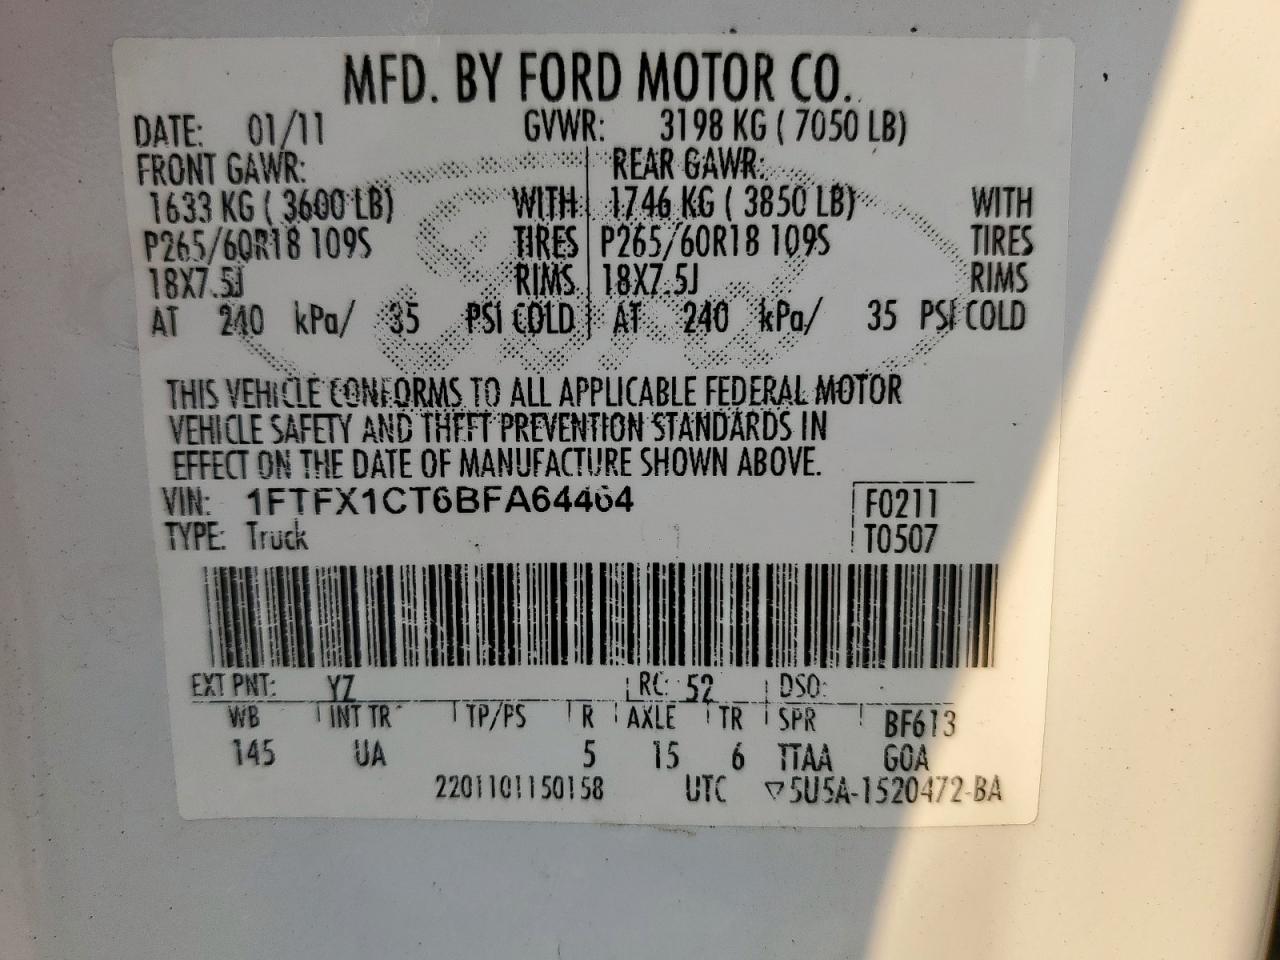 MFD. BY FORD MOTOR CO.
DATE: 01/11 GVWR: 3198 KG ( 7050 LB)
FRONT GAWR: REAR GAWR:
1633 KG ( 3600 LB) WITH 1746 KG ( 3850 LB) WITH
P265/60R18 109S TIRES P265/60R18 109S TIRES
18X7.5J RIMS 18X7.5J RIMS
AT 240 kPa/ 35 PSI COLD AT 240 kPa/ 35 PSI COLD
THIS VEHICLE CONFORMS TO ALL APPLICABLE FEDERAL MOTOR
VEHICLE SAFETY AND THEFT PREVENTION STANDARDS IN
EFFECT ON THE DATE OF MANUFACTURE SHOWN ABOVE.
VIN: 1FTFX1CT6BFA64464 F0211
TYPE: Truck T0507
EXT PNT: YZ RC: 52 DSO:
WB INT TR TP/PS R AXLE TR SPR BF613
145 UA 5 15 6 TTAA GOA
2201101150158 UTC ▽5U5A-1520472-BA